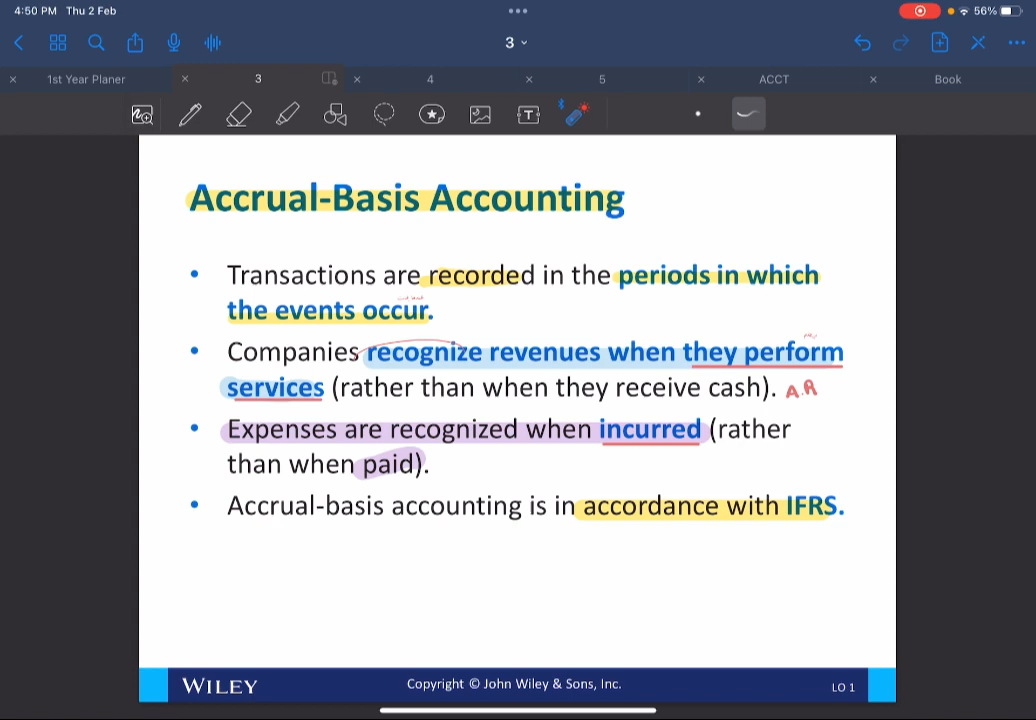 4:50 PM Thu 2 Feb
56%
3
1st Year Planer
3
4
5
ACCT
Book
Accrual-Basis Accounting
• Transactions are recorded in the periods in which
the events occur.
• Companies recognize revenues when they perform
services (rather than when they receive cash). A.R
• Expenses are recognized when incurred (rather
than when paid).
• Accrual-basis accounting is in accordance with IFRS.
WILEY
Copyright © John Wiley & Sons, Inc.
LO 1